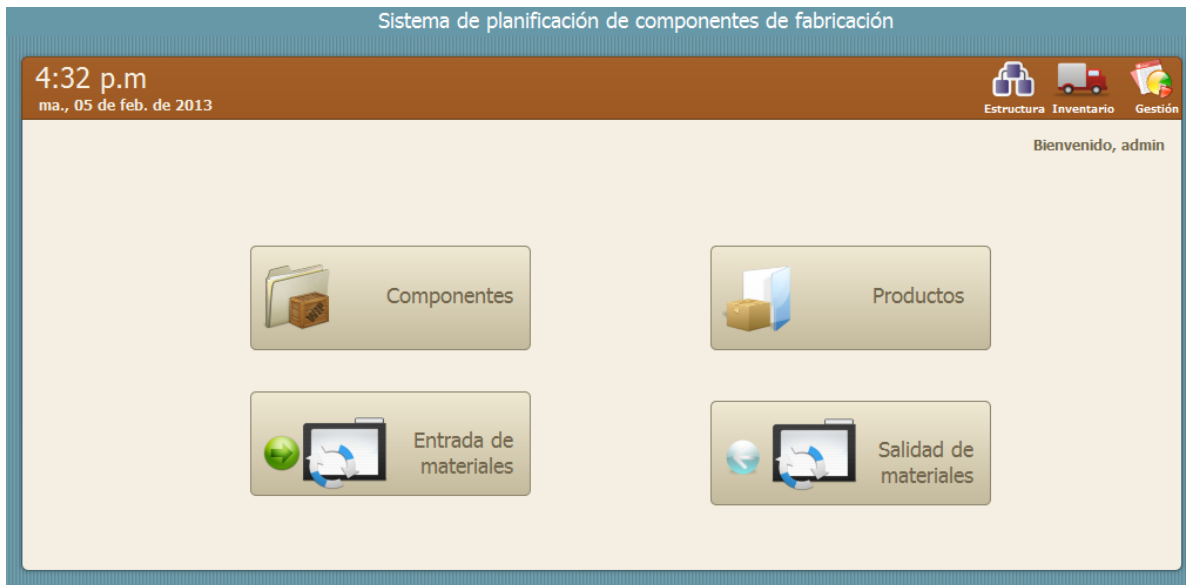 Sistema de planificación de componentes de fabricación
4:32 p.m
ma., 05 de feb. de 2013
Estructura Inventario Gestión
Bienvenido, admin
Componentes
Productos
Entrada de
materiales
Salidad de
materiales